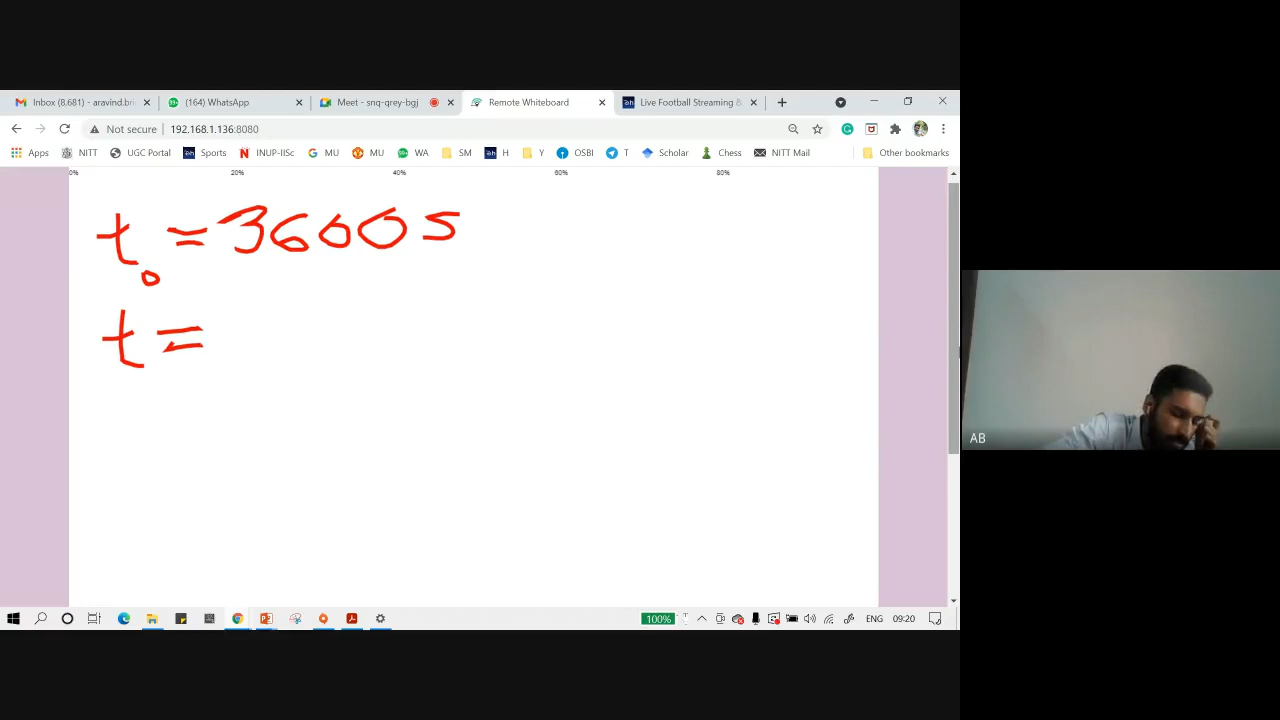 Inbox (8,681) - aravind.bri
(164) WhatsApp
Meet - snq-qrey-bgj
Remote Whiteboard
Live Football Streaming &
Not secure | 192.168.1.136:8080
Apps NITT UGC Portal Sports INUP-IISc MU MU WA SM H Y OSBI T Scholar Chess NITT Mail Other bookmarks
0% 20% 40% 60% 80%
t₀ = 3600 s
t =
AB
100% ENG 09:20